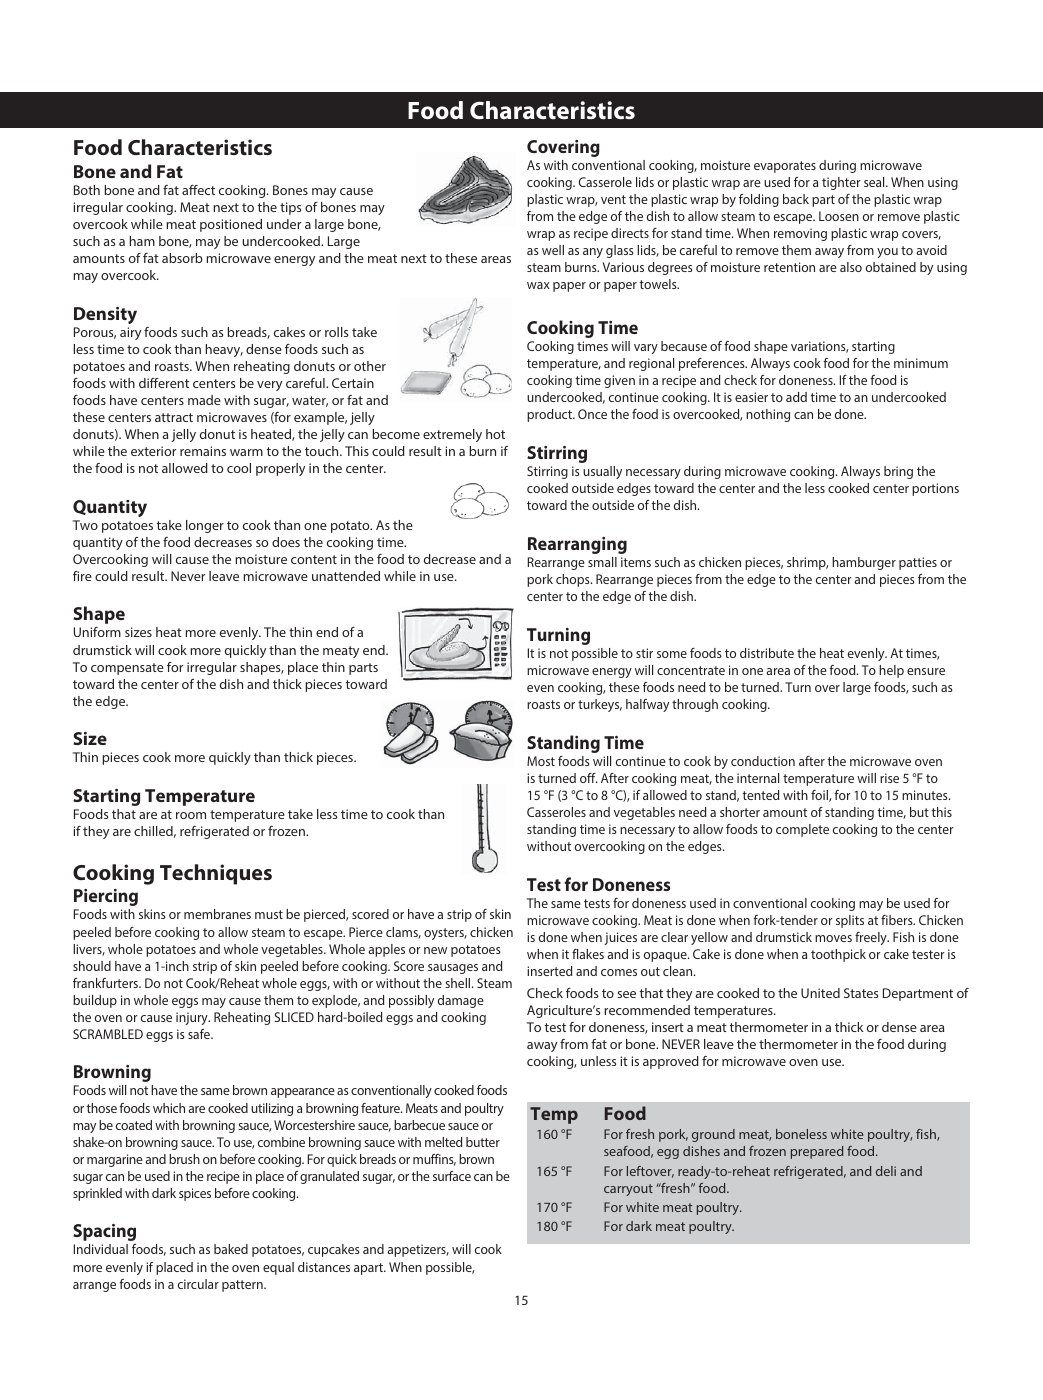 Food Characteristics
Food Characteristics
Bone and Fat
Both bone and fat affect cooking. Bones may cause
irregular cooking. Meat next to the tips of bones may
overcook while meat positioned under a large bone,
such as a ham bone, may be undercooked. Large
amounts of fat absorb microwave energy and the meat next to these areas
may overcook.
Density
Porous, airy foods such as breads, cakes or rolls take
less time to cook than heavy, dense foods such as
potatoes and roasts. When reheating donuts or other
foods with different centers be very careful. Certain
foods have centers made with sugar, water, or fat and
these centers attract microwaves (for example, jelly
donuts). When a jelly donut is heated, the jelly can become extremely hot
while the exterior remains warm to the touch. This could result in a burn if
the food is not allowed to cool properly in the center.
Quantity
Two potatoes take longer to cook than one potato. As the
quantity of the food decreases so does the cooking time.
Overcooking will cause the moisture content in the food to decrease and a
fire could result. Never leave microwave unattended while in use.
Shape
Uniform sizes heat more evenly. The thin end of a
drumstick will cook more quickly than the meaty end.
To compensate for irregular shapes, place thin parts
toward the center of the dish and thick pieces toward
the edge.
Size
Thin pieces cook more quickly than thick pieces.
Starting Temperature
Foods that are at room temperature take less time to cook than
if they are chilled, refrigerated or frozen.
Cooking Techniques
Piercing
Foods with skins or membranes must be pierced, scored or have a strip of skin
peeled before cooking to allow steam to escape. Pierce clams, oysters, chicken
livers, whole potatoes and whole vegetables. Whole apples or new potatoes
should have a 1-inch strip of skin peeled before cooking. Score sausages and
frankfurters. Do not Cook/Reheat whole eggs, with or without the shell. Steam
buildup in whole eggs may cause them to explode, and possibly damage
the oven or cause injury. Reheating SLICED hard-boiled eggs and cooking
SCRAMBLED eggs is safe.
Browning
Foods will not have the same brown appearance as conventionally cooked foods
or those foods which are cooked utilizing a browning feature. Meats and poultry
may be coated with browning sauce, Worcestershire sauce, barbecue sauce or
shake-on browning sauce. To use, combine browning sauce with melted butter
or margarine and brush on before cooking. For quick breads or muffins, brown
sugar can be used in the recipe in place of granulated sugar, or the surface can be
sprinkled with dark spices before cooking.
Spacing
Individual foods, such as baked potatoes, cupcakes and appetizers, will cook
more evenly if placed in the oven equal distances apart. When possible,
arrange foods in a circular pattern.
Covering
As with conventional cooking, moisture evaporates during microwave
cooking. Casserole lids or plastic wrap are used for a tighter seal. When using
plastic wrap, vent the plastic wrap by folding back part of the plastic wrap
from the edge of the dish to allow steam to escape. Loosen or remove plastic
wrap as recipe directs for stand time. When removing plastic wrap covers,
as well as any glass lids, be careful to remove them away from you to avoid
steam burns. Various degrees of moisture retention are also obtained by using
wax paper or paper towels.
Cooking Time
Cooking times will vary because of food shape variations, starting
temperature, and regional preferences. Always cook food for the minimum
cooking time given in a recipe and check for doneness. If the food is
undercooked, continue cooking. It is easier to add time to an undercooked
product. Once the food is overcooked, nothing can be done.
Stirring
Stirring is usually necessary during microwave cooking. Always bring the
cooked outside edges toward the center and the less cooked center portions
toward the outside of the dish.
Rearranging
Rearrange small items such as chicken pieces, shrimp, hamburger patties or
pork chops. Rearrange pieces from the edge to the center and pieces from the
center to the edge of the dish.
Turning
It is not possible to stir some foods to distribute the heat evenly. At times,
microwave energy will concentrate in one area of the food. To help ensure
even cooking, these foods need to be turned. Turn over large foods, such as
roasts or turkeys, halfway through cooking.
Standing Time
Most foods will continue to cook by conduction after the microwave oven
is turned off. After cooking meat, the internal temperature will rise 5 °F to
15 °F (3 °C to 8 °C), if allowed to stand, tented with foil, for 10 to 15 minutes.
Casseroles and vegetables need a shorter amount of standing time, but this
standing time is necessary to allow foods to complete cooking to the center
without overcooking on the edges.
Test for Doneness
The same tests for doneness used in conventional cooking may be used for
microwave cooking. Meat is done when fork-tender or splits at fibers. Chicken
is done when juices are clear yellow and drumstick moves freely. Fish is done
when it flakes and is opaque. Cake is done when a toothpick or cake tester is
inserted and comes out clean.
Check foods to see that they are cooked to the United States Department of
Agriculture’s recommended temperatures.
To test for doneness, insert a meat thermometer in a thick or dense area
away from fat or bone. NEVER leave the thermometer in the food during
cooking, unless it is approved for microwave oven use.
Temp Food
160 °F For fresh pork, ground meat, boneless white poultry, fish,
seafood, egg dishes and frozen prepared food.
165 °F For leftover, ready-to-reheat refrigerated, and deli and
carryout “fresh” food.
170 °F For white meat poultry.
180 °F For dark meat poultry.
15